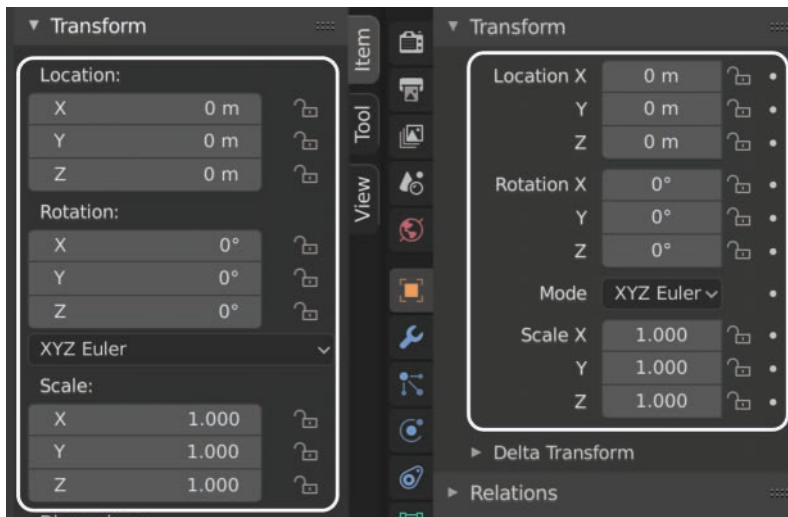 Transform
Location:
X 0 m
Y 0 m
Z 0 m
Rotation:
X 0°
Y 0°
Z 0°
XYZ Euler
Scale:
X 1.000
Y 1.000
Z 1.000
Item
Tool
View
Transform
Location X 0 m
Y 0 m
Z 0 m
Rotation X 0°
Y 0°
Z 0°
Mode XYZ Euler
Scale X 1.000
Y 1.000
Z 1.000
Delta Transform
Relations